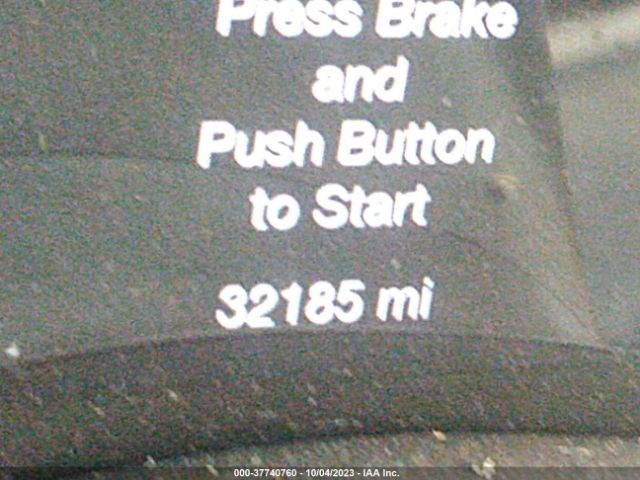 Press Brake
and
Push Button
to Start
32185 mi
000-37740760 - 10/04/2023 - IAA Inc.